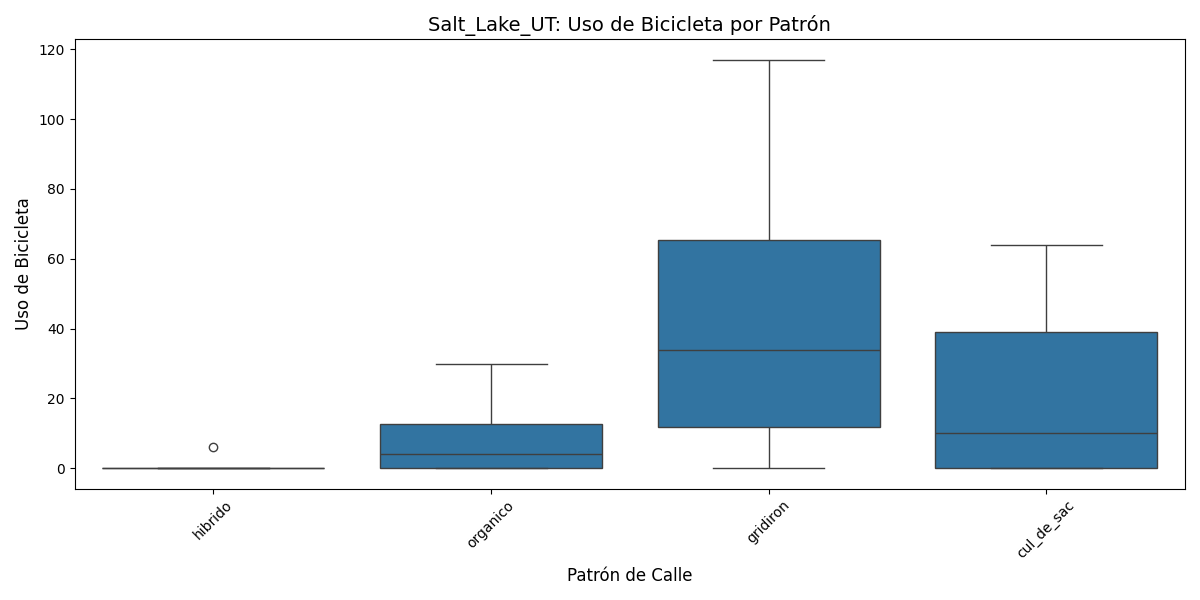 Salt_Lake_UT: Uso de Bicicleta por Patrón
Uso de Bicicleta
120
100
80
60
40
20
0
hibrido
organico
gridiron
cul_de_sac
Patrón de Calle